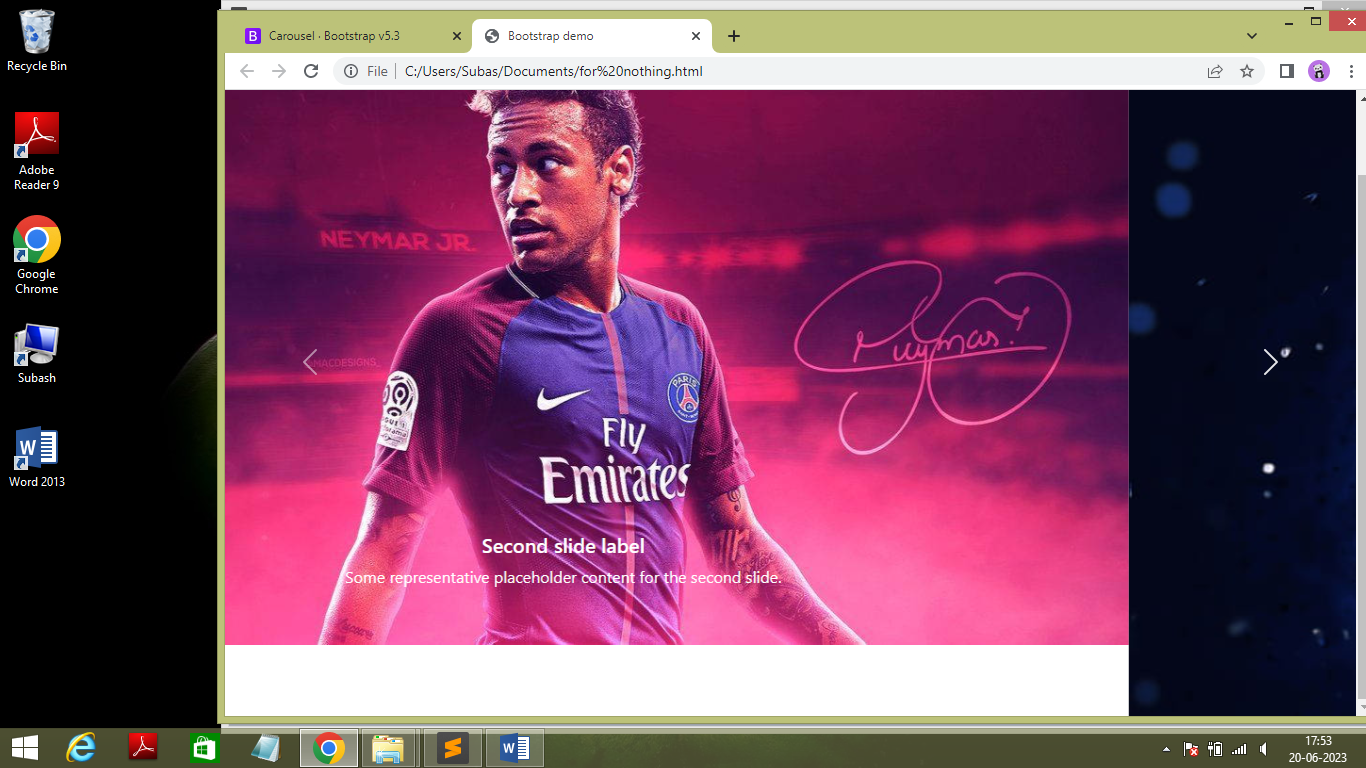 Recycle Bin
Adobe
Reader 9
Google
Chrome
Subash
Word 2013
Carousel · Bootstrap v5.3
Bootstrap demo
File
C:/Users/Subas/Documents/for%20nothing.html
NEYMAR JR.
Neymar
PARIS
Fly
Emirates
Second slide label
Some representative placeholder content for the second slide.
17:53
20-06-2023